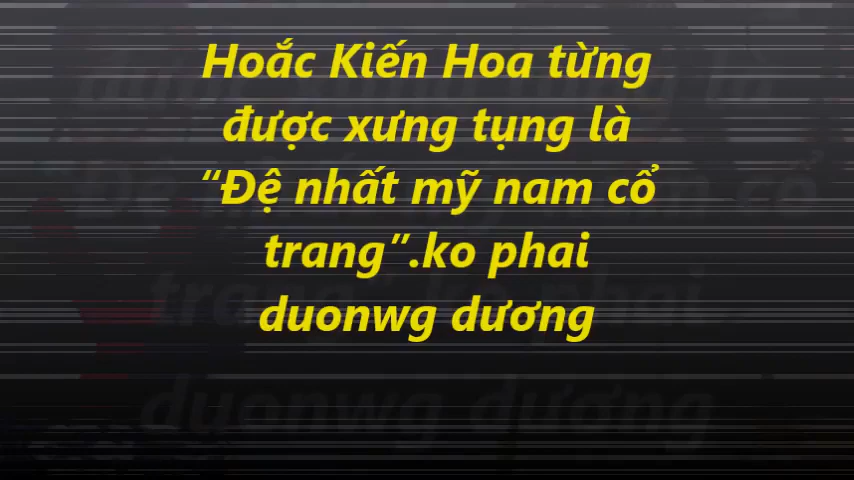 Hoắc Kiến Hoa từng
được xưng tụng là
“Đệ nhất mỹ nam cổ
trang”.ko phai
duonwg dương